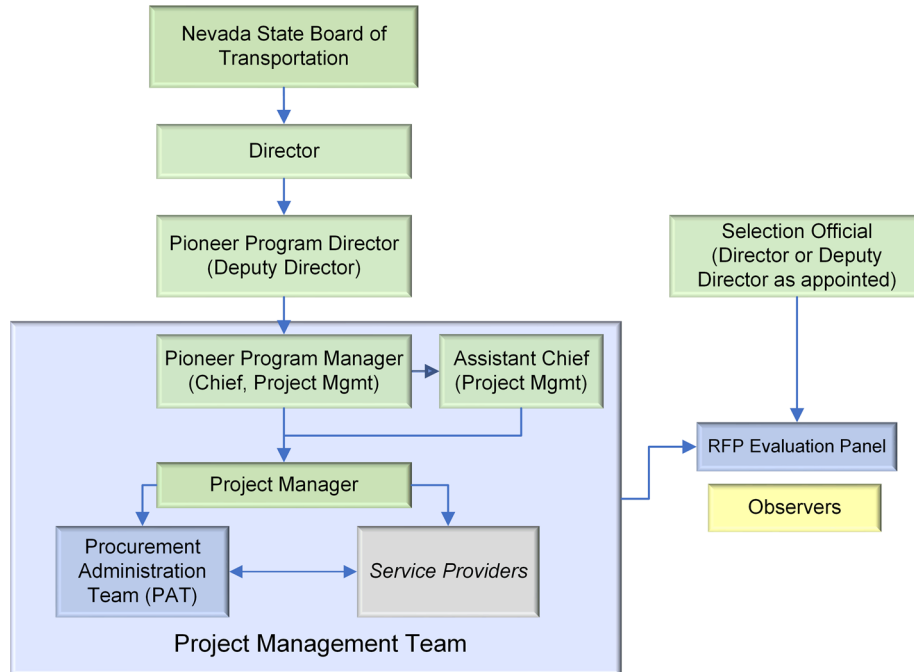 Nevada State Board of
Transportation
Director
Pioneer Program Director
(Deputy Director)
Selection Official
(Director or Deputy
Director as appointed)
Pioneer Program Manager
(Chief, Project Mgmt)
Assistant Chief
(Project Mgmt)
RFP Evaluation Panel
Project Manager
Observers
Procurement
Administration
Team (PAT)
Service Providers
Project Management Team